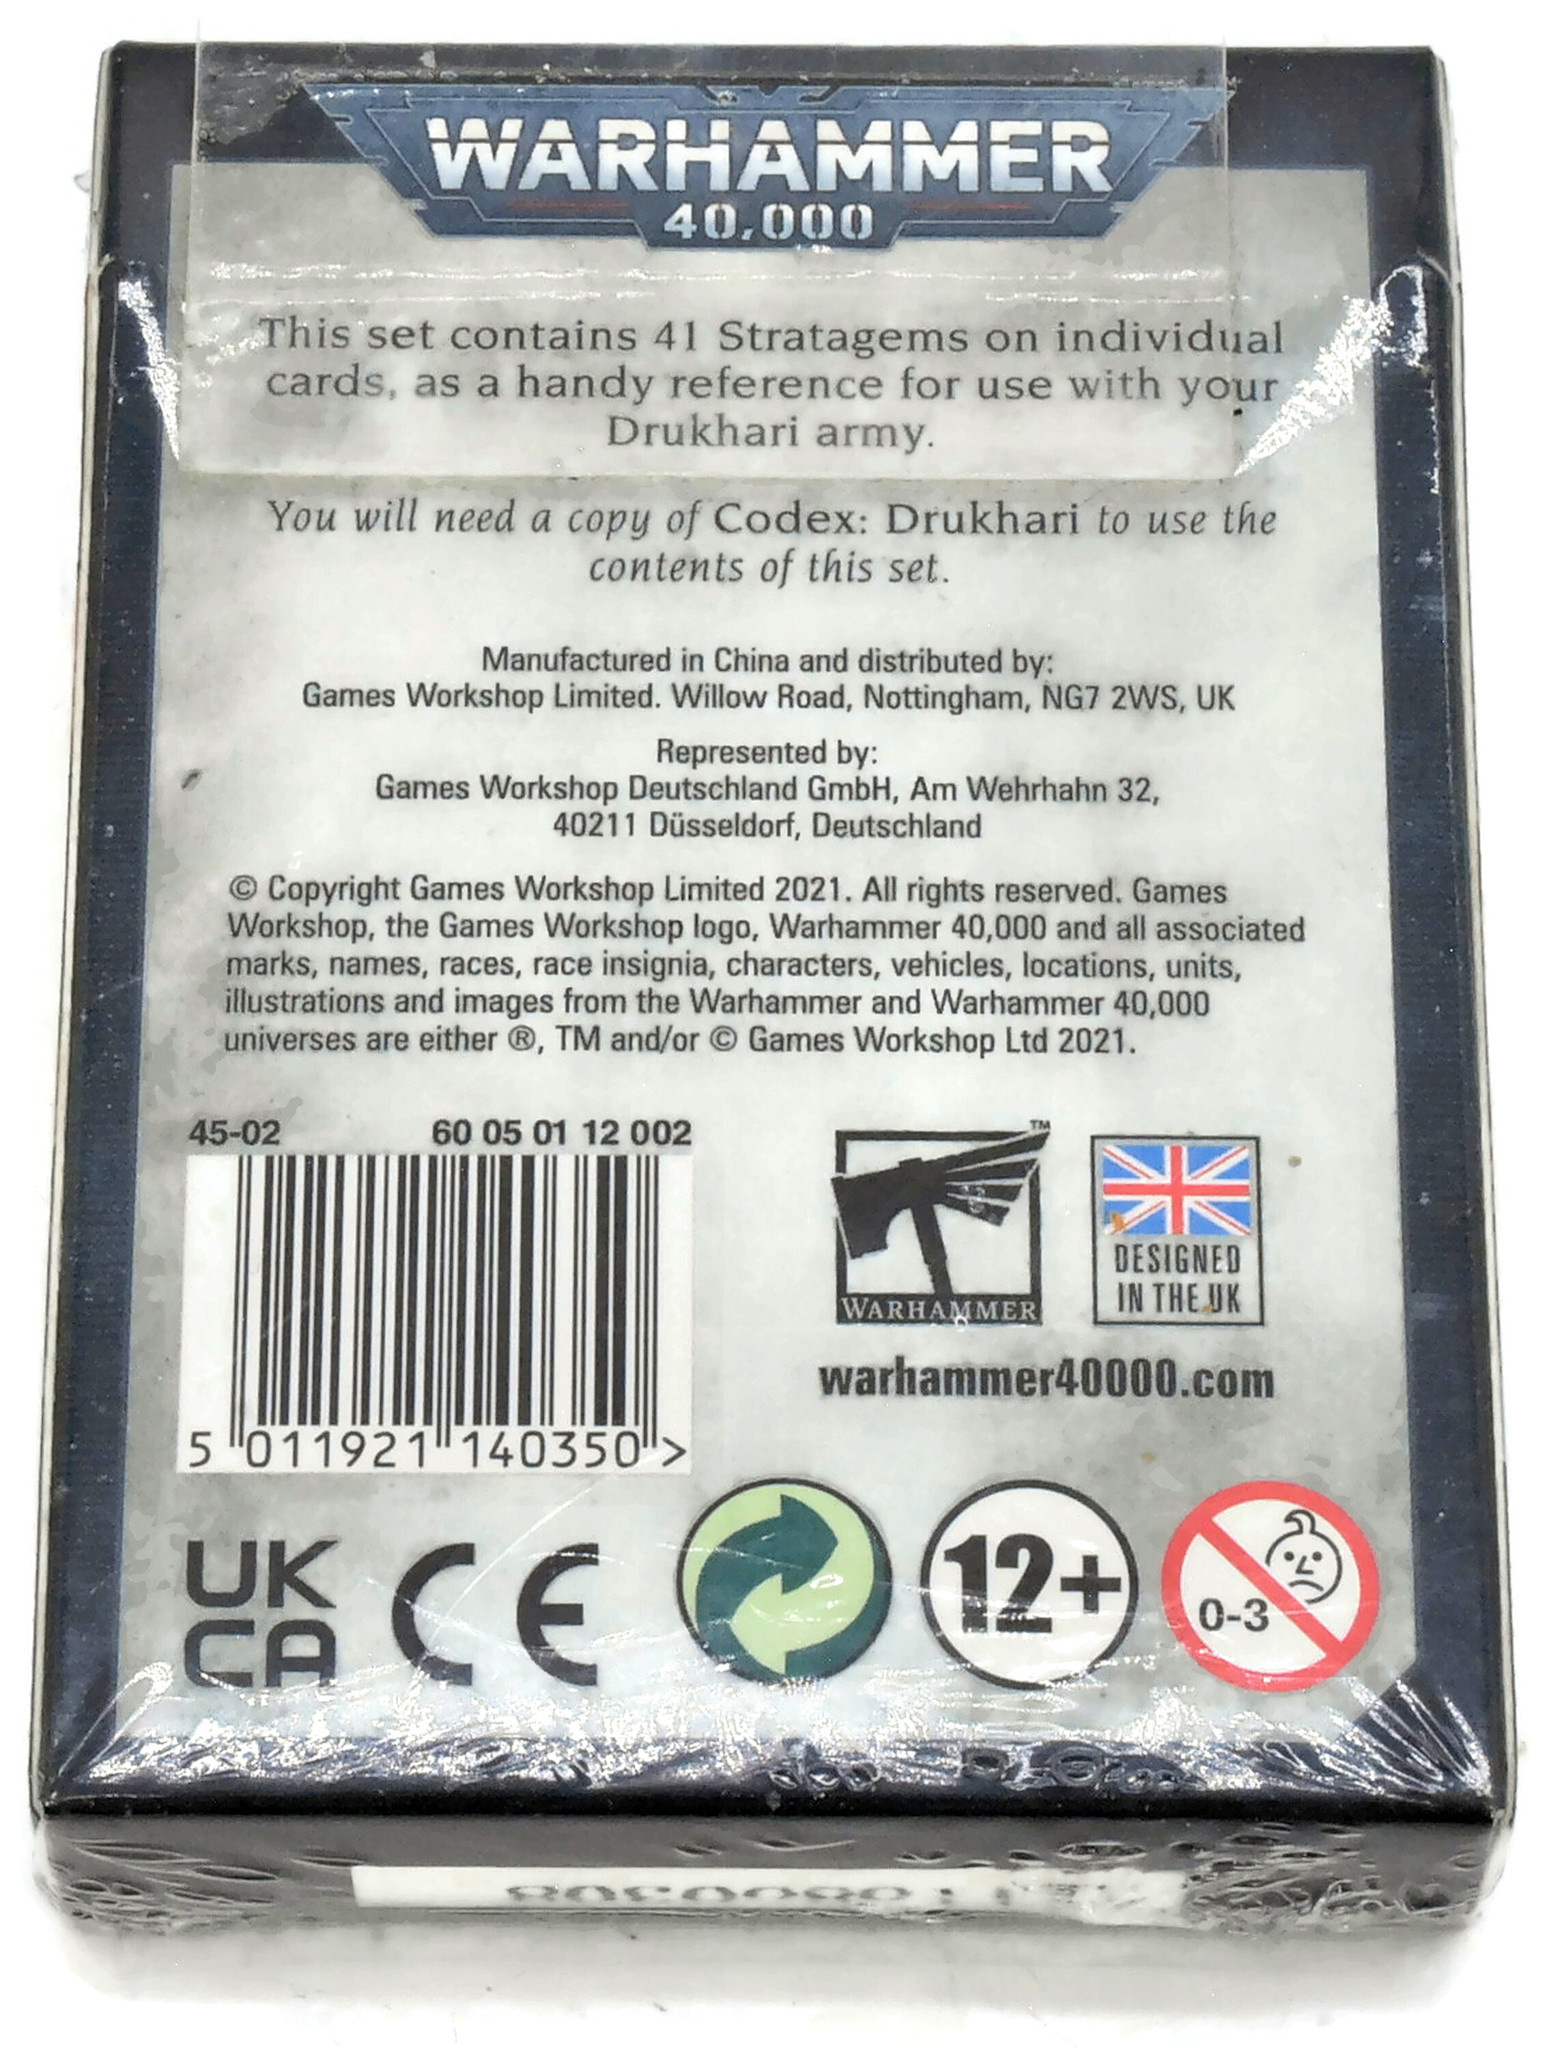 WARHAMMER
40,000
This set contains 41 Stratagems on individual
cards, as a handy reference for use with your
Drukhari army.
You will need a copy of Codex: Drukhari to use the
contents of this set.
Manufactured in China and distributed by:
Games Workshop Limited. Willow Road, Nottingham, NG7 2WS, UK
Represented by:
Games Workshop Deutschland GmbH, Am Wehrhahn 32,
40211 Düsseldorf, Deutschland
© Copyright Games Workshop Limited 2021. All rights reserved. Games
Workshop, the Games Workshop logo, Warhammer 40,000 and all associated
marks, names, races, race insignia, characters, vehicles, locations, units,
illustrations and images from the Warhammer and Warhammer 40,000
universes are either ®, TM and/or © Games Workshop Ltd 2021.
45-02 60 05 01 12 002
5 011921 140350 >
TM
WARHAMMER
DESIGNED
IN THE UK
warhammer40000.com
UK
CA
CE
12+
0-3